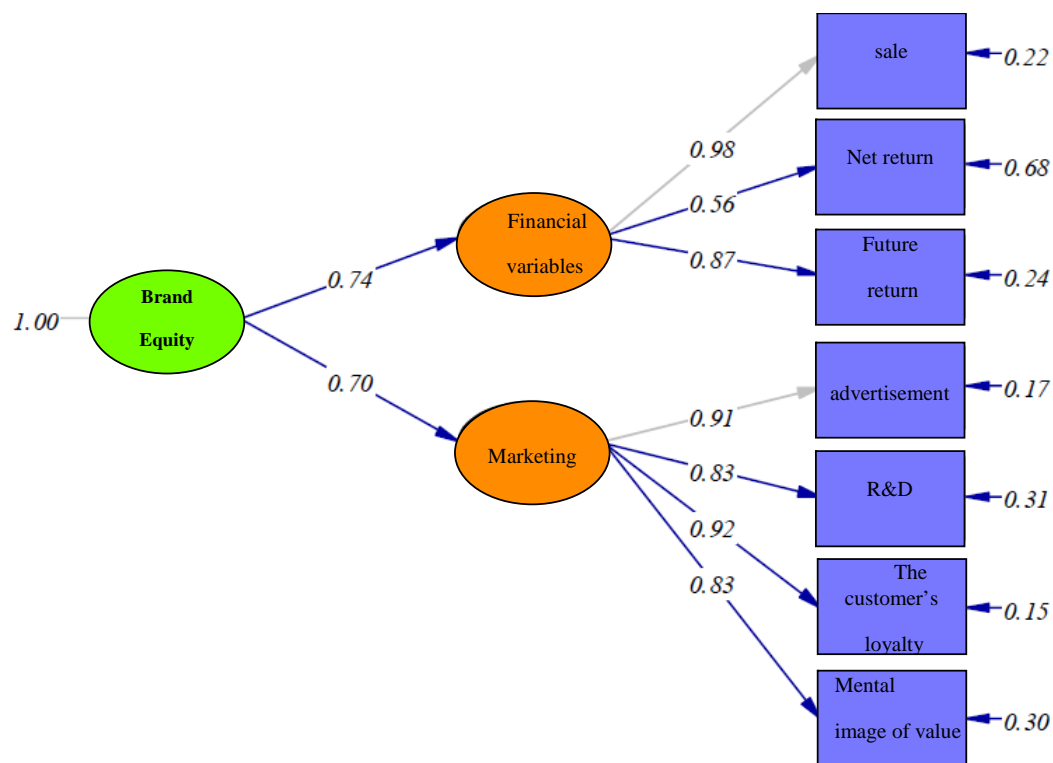 1.00
Brand
Equity
0.74
0.70
Financial
variables
Marketing
0.98
0.56
0.87
0.91
0.83
0.92
0.83
sale
0.22
Net return
0.68
Future
return
0.24
advertisement
0.17
R&D
0.31
The
customer’s
loyalty
0.15
Mental
image of value
0.30